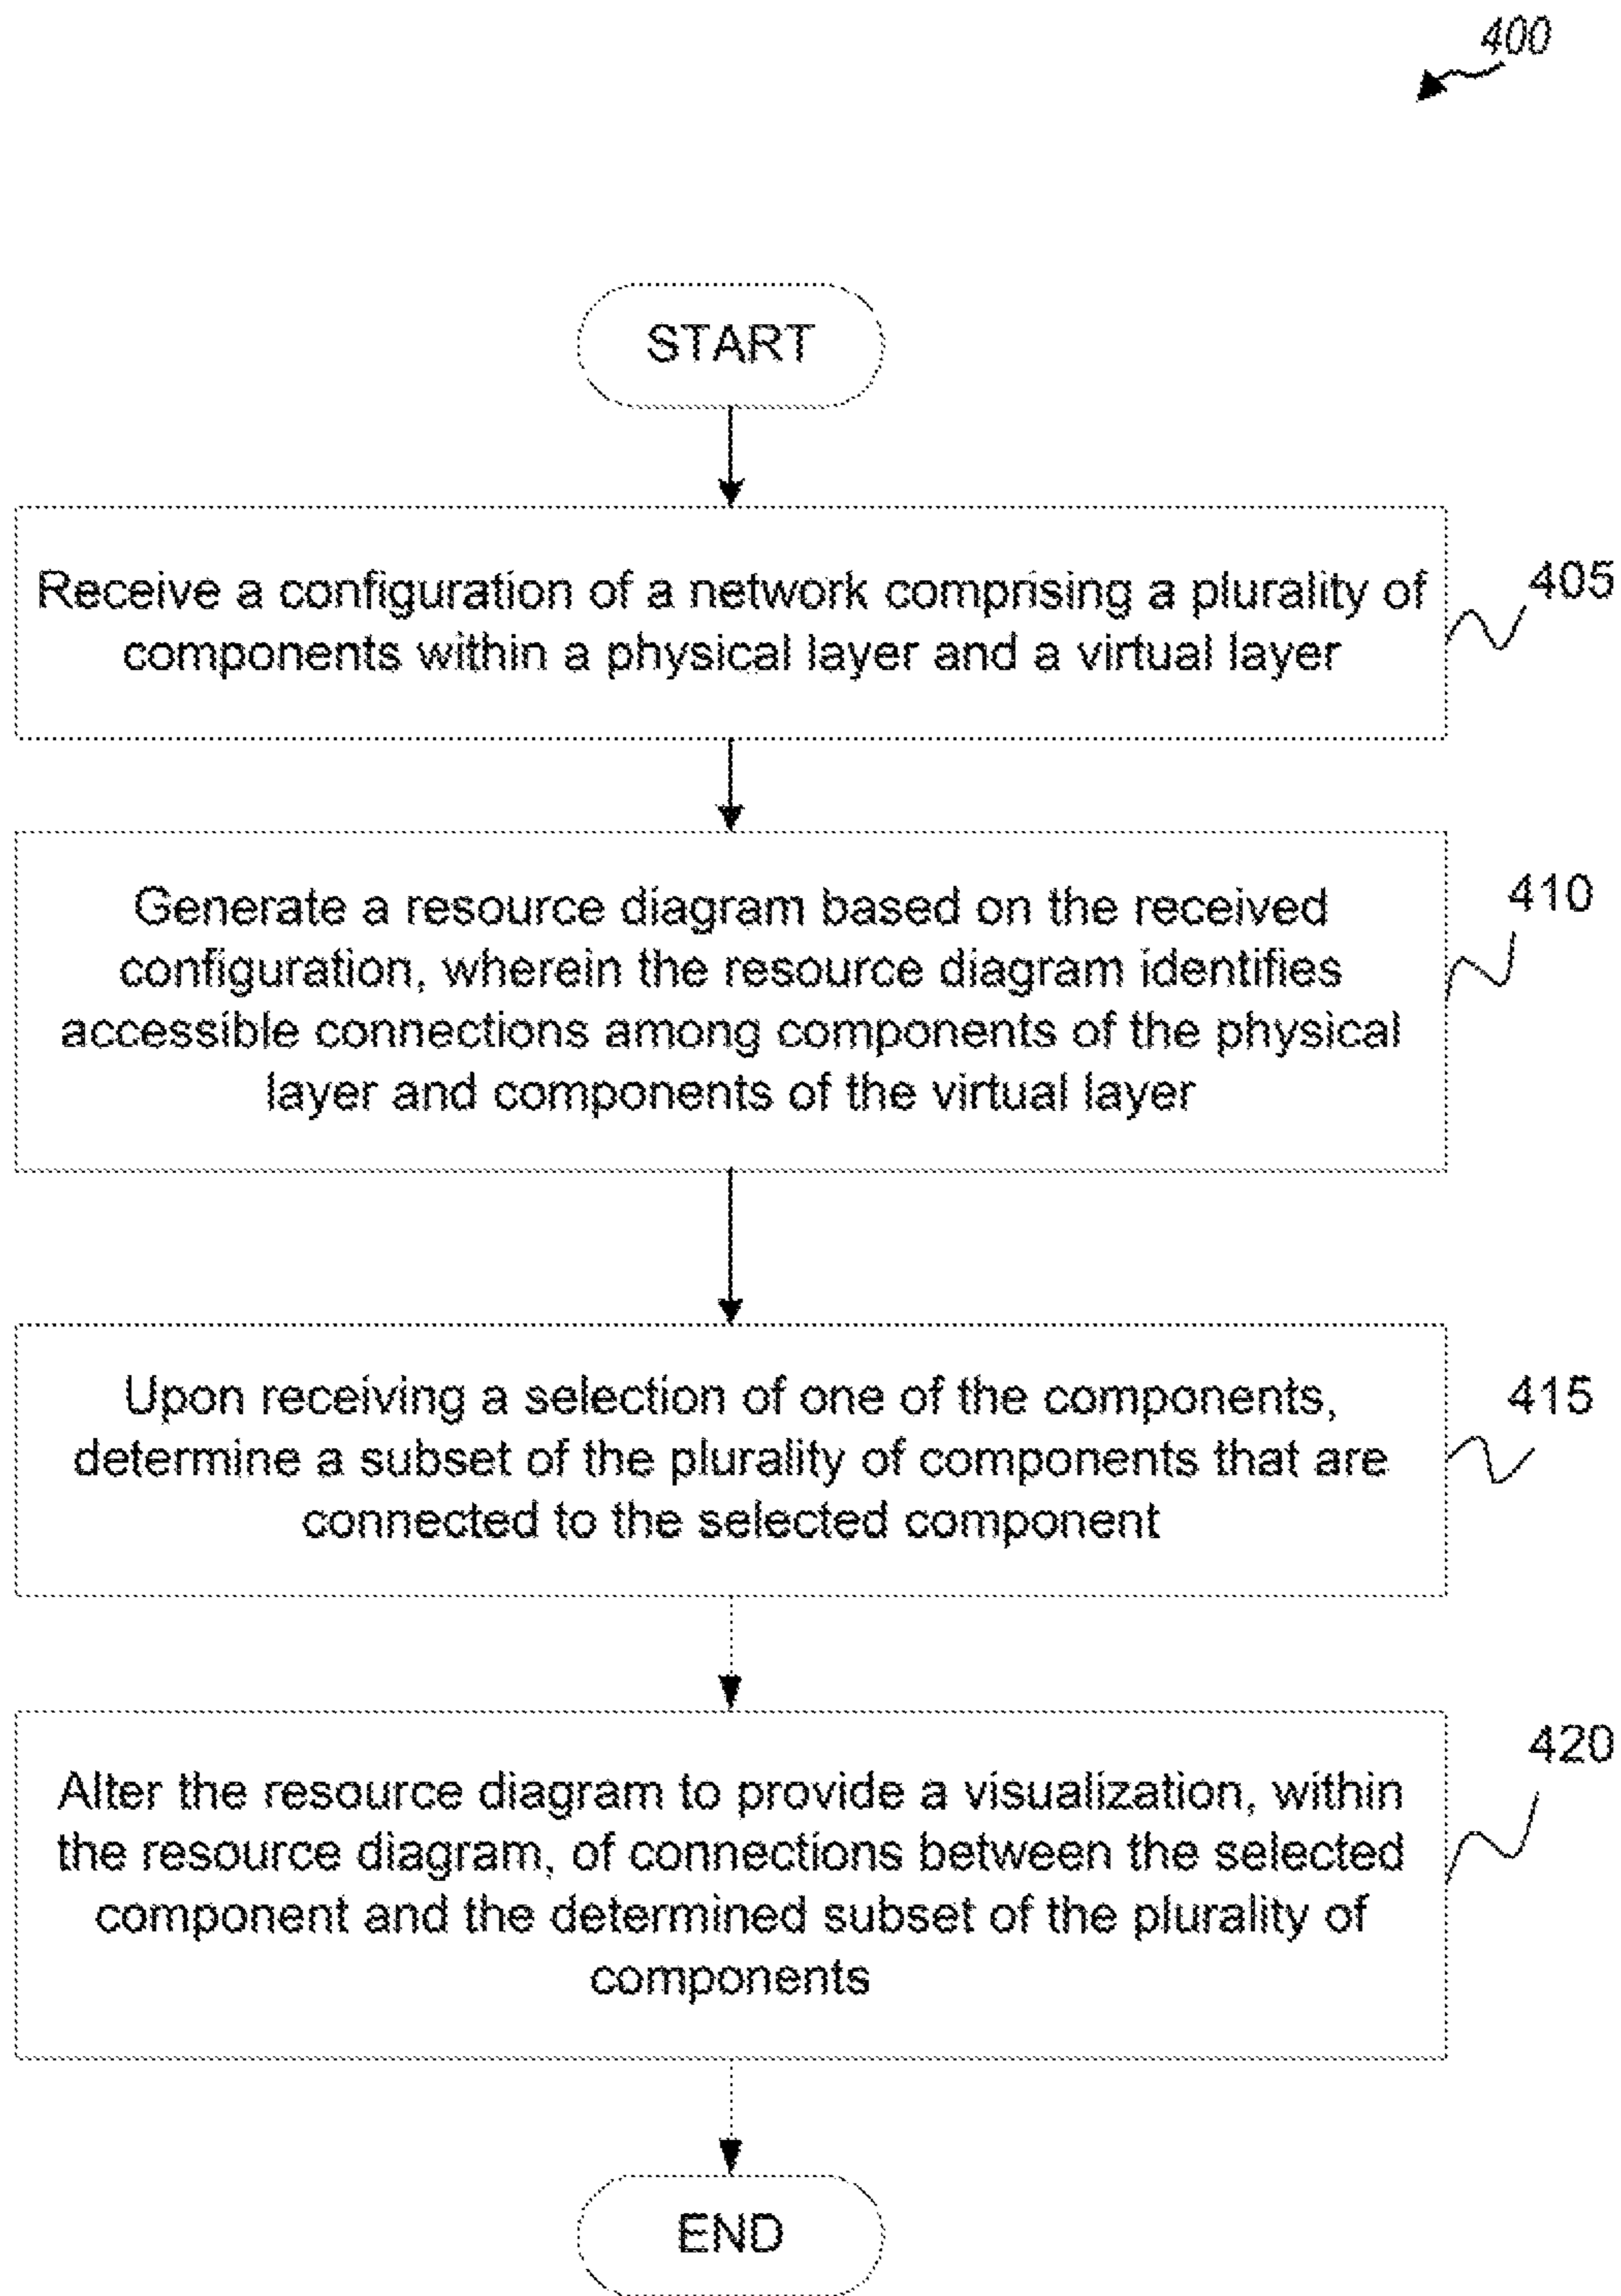 400
START
Receive a configuration of a network comprising a plurality of
components within a physical layer and a virtual layer
405
Generate a resource diagram based on the received
configuration, wherein the resource diagram identifies
accessible connections among components of the physical
layer and components of the virtual layer
410
Upon receiving a selection of one of the components,
determine a subset of the plurality of components that are
connected to the selected component
415
Alter the resource diagram to provide a visualization, within
the resource diagram, of connections between the selected
component and the determined subset of the plurality of
components
420
END